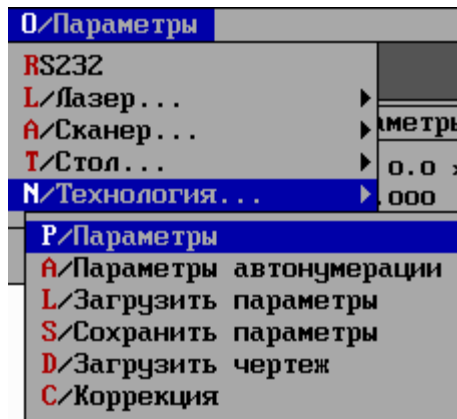 O/Параметры
RS232
L/Лазер...
A/Сканер...
T/Стол...
N/Технология...
0.0
.000
P/Параметры
A/Параметры автонумерации
L/Загрузить параметры
S/Сохранить параметры
D/Загрузить чертеж
C/Коррекция